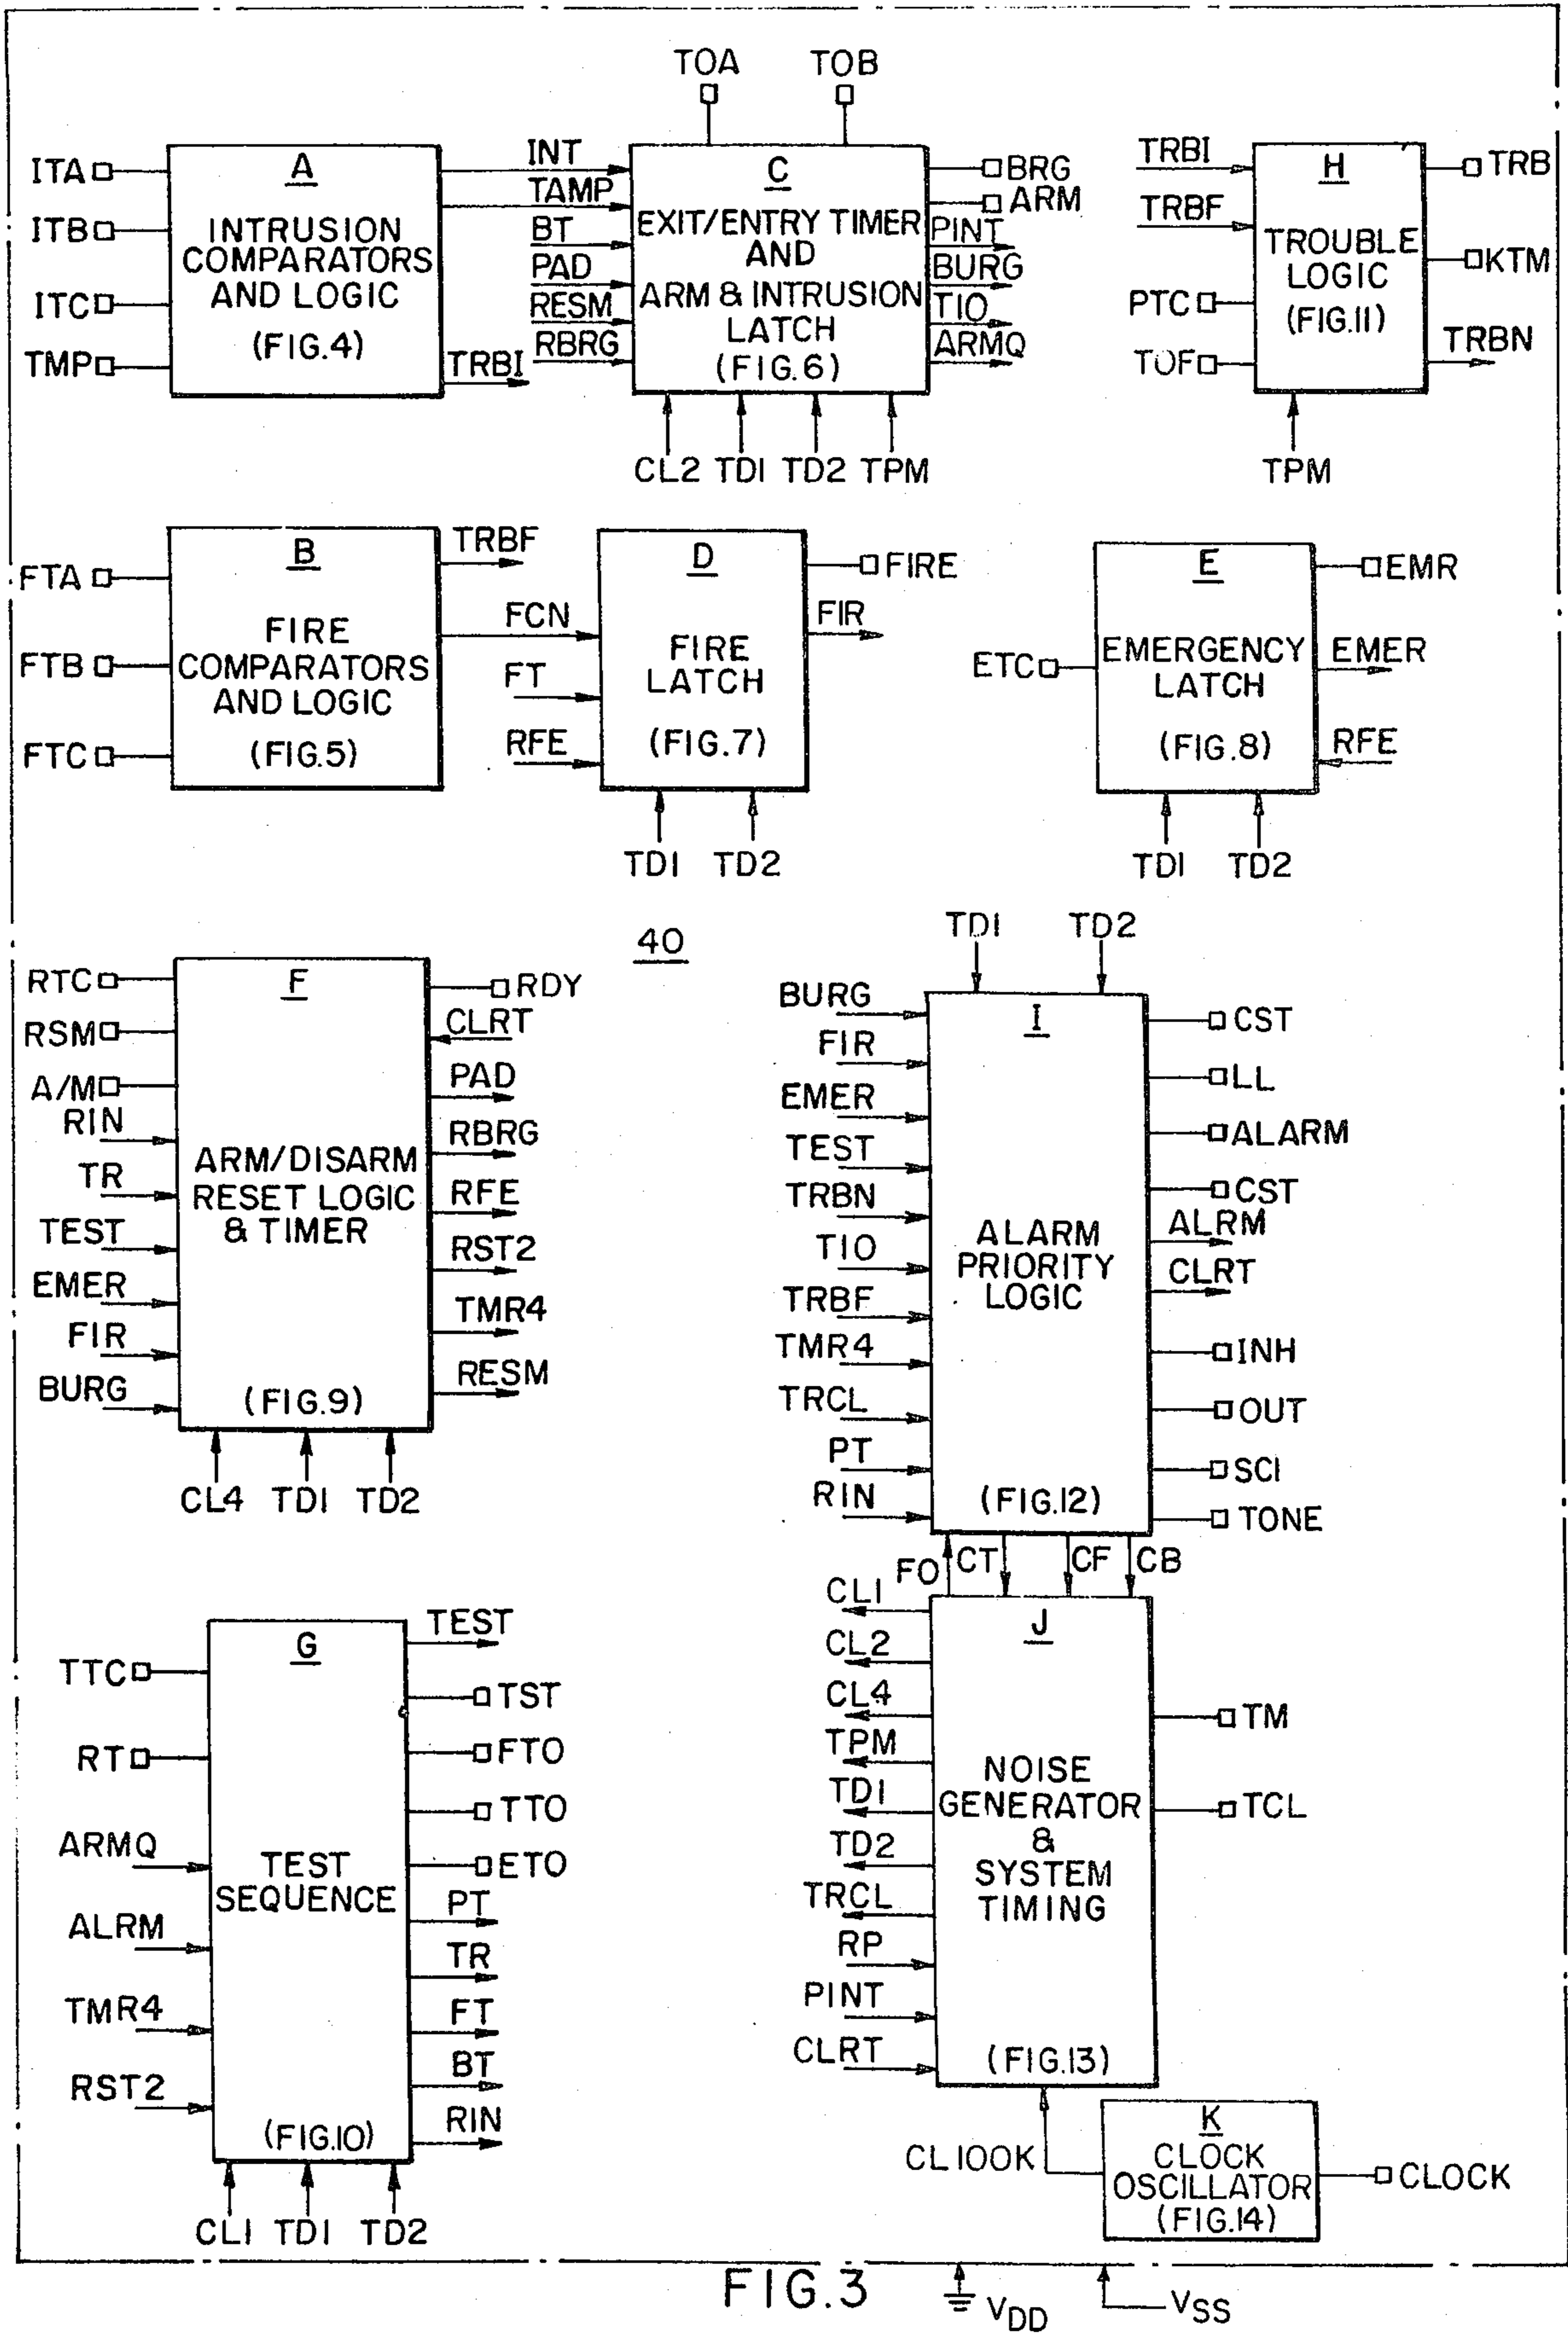 TOA TOB
ITA
ITB
ITC
TMP
A
INTRUSION
COMPARATORS
AND LOGIC
(FIG.4)
INT
TAMP
TRBI
BT
PAD
RESM
RBRG
C
EXIT/ENTRY TIMER
AND
ARM & INTRUSION
LATCH
(FIG.6)
BRG
ARM
PINT
BURG
TIO
ARMQ
CL2 TD1 TD2 TPM
TRBI
TRBF
PTC
TOF
H
TROUBLE
LOGIC
(FIG.11)
TRB
KTM
TRBN
TPM
FTA
FTB
FTC
B
FIRE
COMPARATORS
AND LOGIC
(FIG.5)
TRBF
FCN
FT
RFE
D
FIRE
LATCH
(FIG.7)
FIRE
FIR
TD1 TD2
ETC
E
EMERGENCY
LATCH
(FIG.8)
EMR
EMER
RFE
TD1 TD2
40
RTC
RSM
A/M
RIN
TR
TEST
EMER
FIR
BURG
F
ARM/DISARM
RESET LOGIC
& TIMER
(FIG.9)
RDY
CLRT
PAD
RBRG
RFE
RST2
TMR4
RESM
CL4 TD1 TD2
TD1 TD2
BURG
FIR
EMER
TEST
TRBN
TIO
TRBF
TMR4
TRCL
PT
RIN
I
ALARM
PRIORITY
LOGIC
(FIG.12)
CST
LL
ALARM
CST
ALRM
CLRT
INH
OUT
SCI
TONE
FO CT CF CB
TTC
RT
ARMQ
ALRM
TMR4
RST2
G
TEST
SEQUENCE
(FIG.10)
TEST
TST
FTO
TTO
ETO
PT
TR
FT
BT
RIN
CL1 TD1 TD2
CL1
CL2
CL4
TPM
TD1
TD2
TRCL
RP
PINT
CLRT
J
NOISE
GENERATOR
&
SYSTEM
TIMING
(FIG.13)
TM
TCL
CL100K
K
CLOCK
OSCILLATOR
(FIG.14)
CLOCK
FIG.3
VDD
VSS